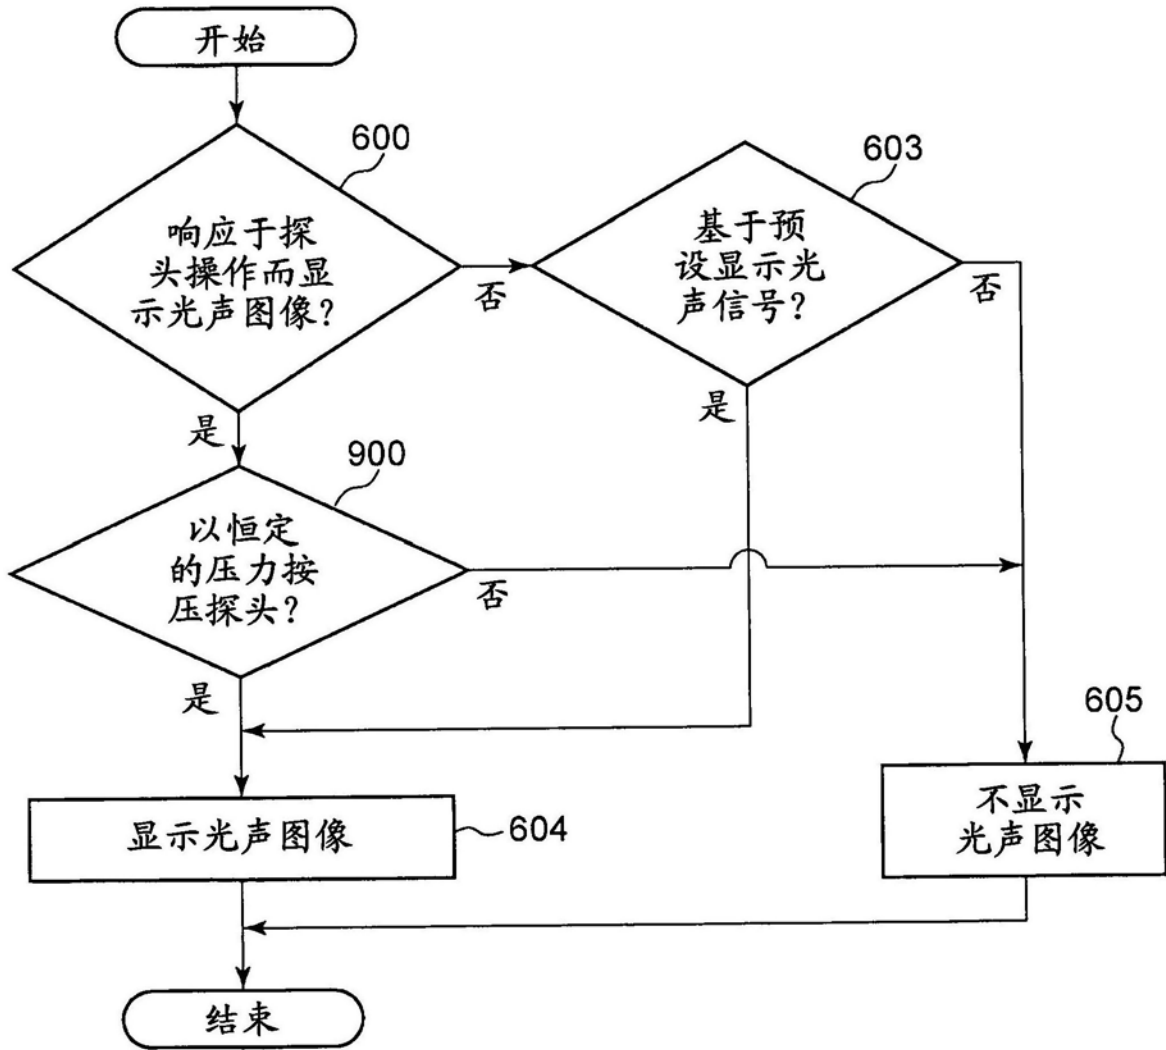 开始
600
响应于探
头操作而显
示光声图像?
否
是
603
基于预
设显示光
声信号?
否
是
900
以恒定
的压力按
压探头?
否
是
605
不显示
光声图像
显示光声图像
604
结束